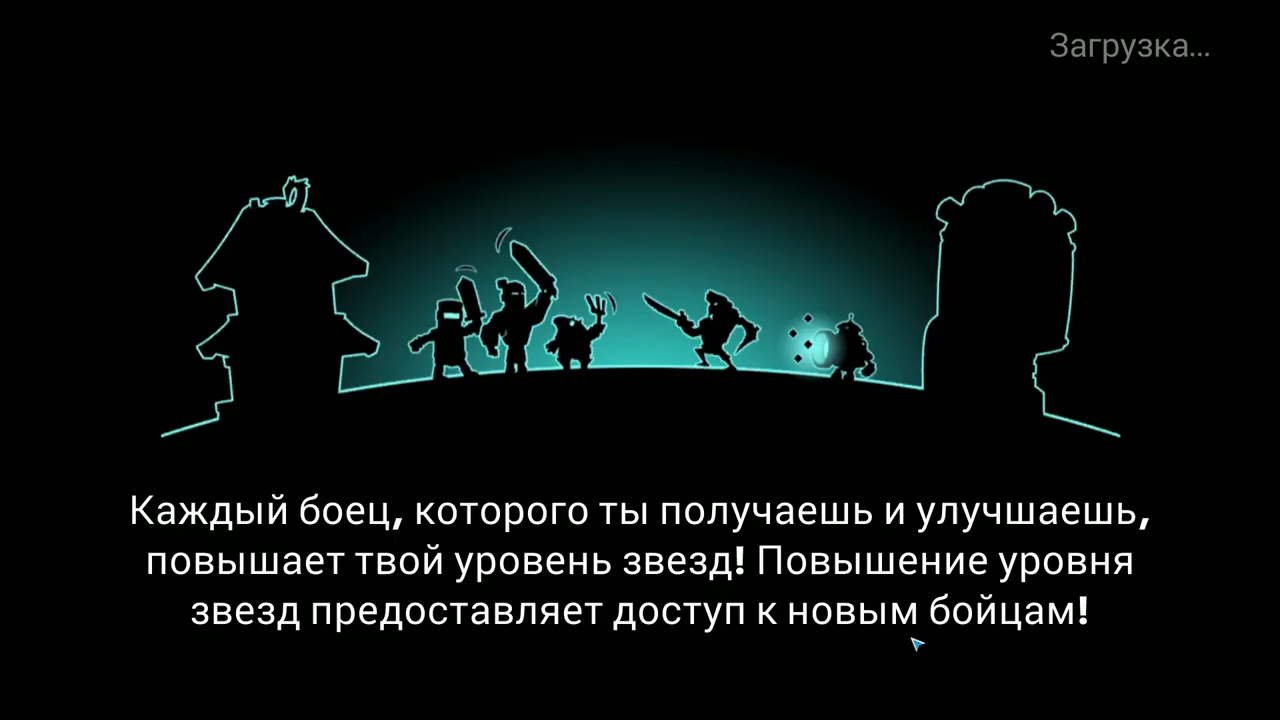 Загрузка...
Каждый боец, которого ты получаешь и улучшаешь,
повышает твой уровень звезд! Повышение уровня
звезд предоставляет доступ к новым бойцам!